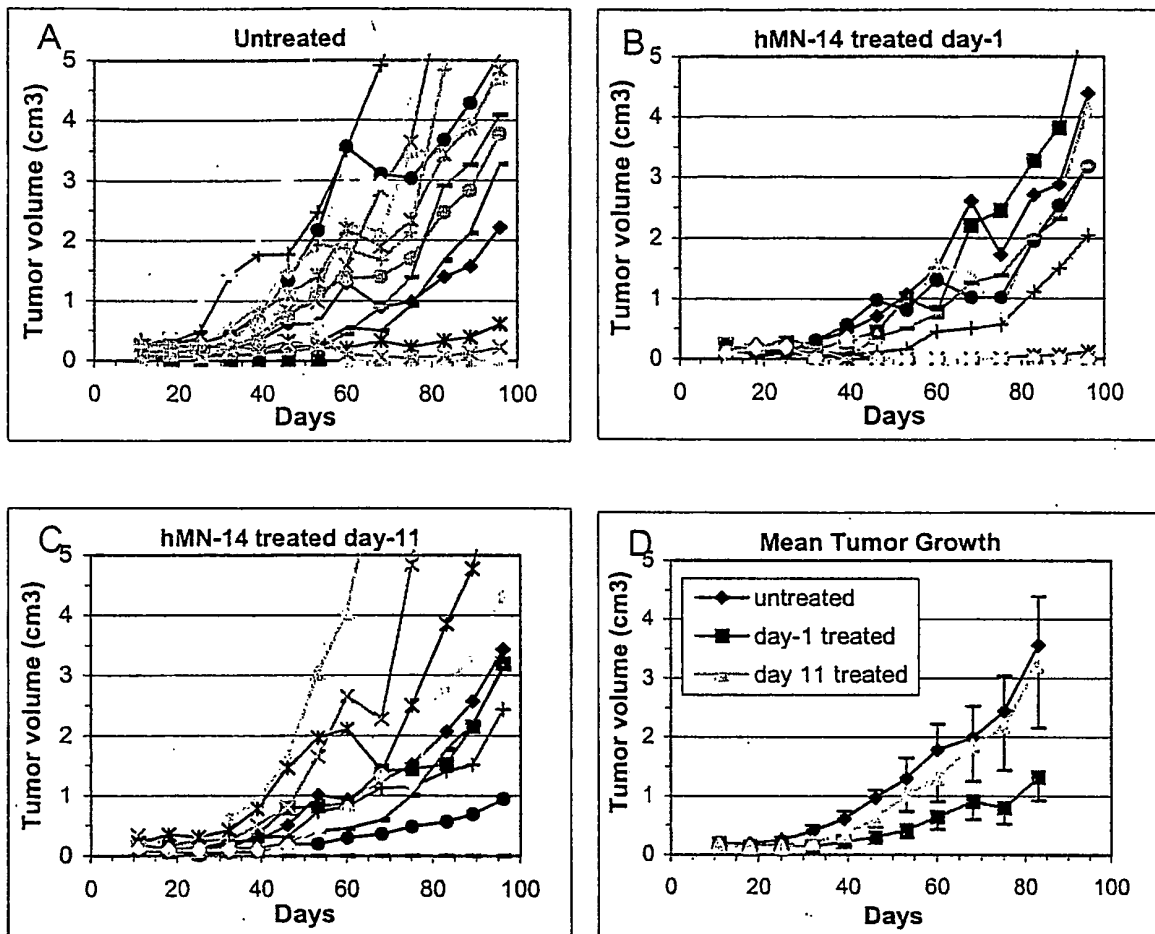 A
Untreated
Tumor volume (cm3)
5
4
3
2
1
0
0 20 40 60 80 100
Days
B
hMN-14 treated day-1
Tumor volume (cm3)
5
4
3
2
1
0
0 20 40 60 80 100
Days
C
hMN-14 treated day-11
Tumor volume (cm3)
5
4
3
2
1
0
0 20 40 60 80 100
Days
D
Mean Tumor Growth
Tumor volume (cm3)
5
4
3
2
1
0
untreated
day-1 treated
day 11 treated
0 20 40 60 80 100
Days